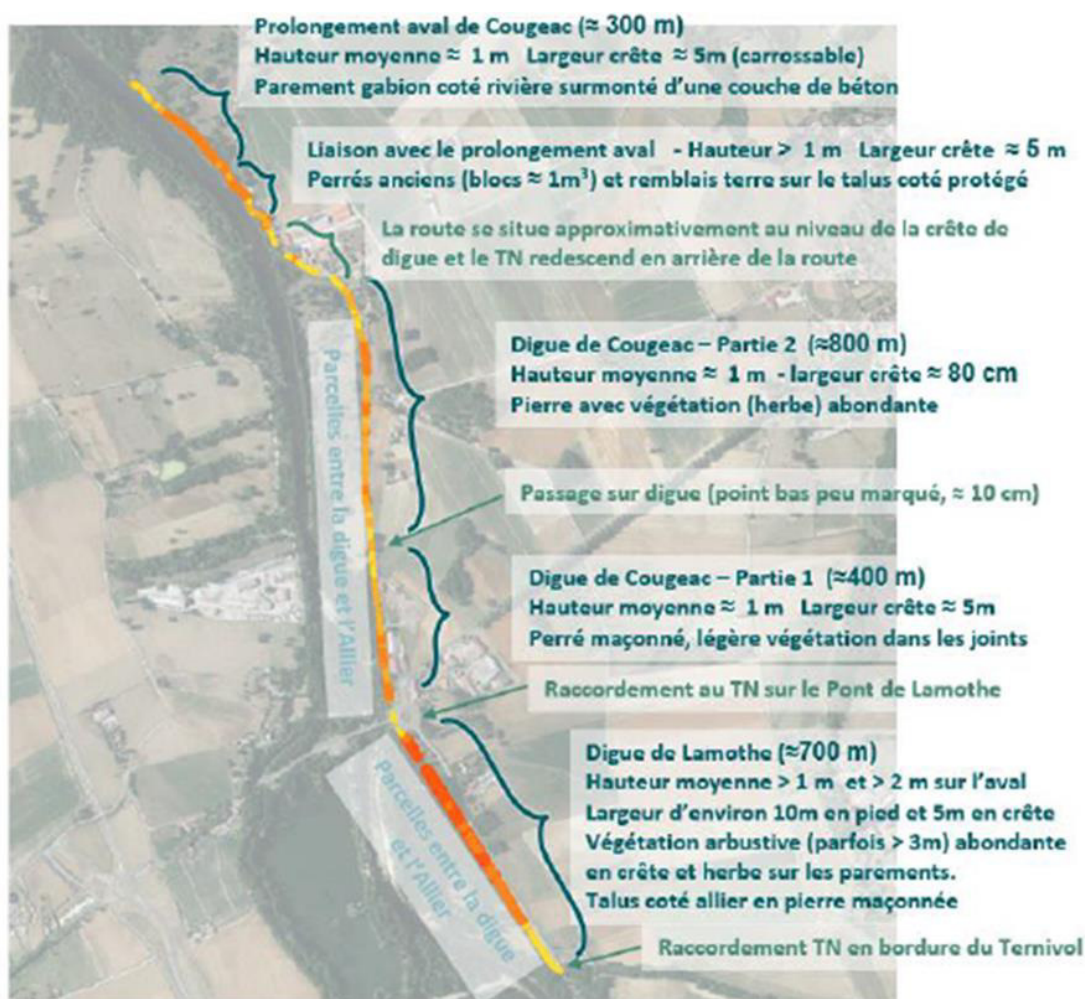 Prolongement aval de Cougeac (≈ 300 m)
Hauteur moyenne ≈ 1 m Largeur crête ≈ 5m (carrossable)
Parement gabion coté rivière surmonté d'une couche de béton
Liaison avec le prolongement aval - Hauteur > 1 m Largeur crête ≈ 5 m
Perrés anciens (blocs ≈ 1m³) et remblais terre sur le talus coté protégé
La route se situe approximativement au niveau de la crête de
digue et le TN redescend en arrière de la route
Parcelles entre la digue et l'Allier
Digue de Cougeac – Partie 2 (≈800 m)
Hauteur moyenne ≈ 1 m - largeur crête ≈ 80 cm
Pierre avec végétation (herbe) abondante
Passage sur digue (point bas peu marqué, ≈ 10 cm)
Digue de Cougeac – Partie 1 (≈400 m)
Hauteur moyenne ≈ 1 m Largeur crête ≈ 5m
Perré maçonné, légère végétation dans les joints
Raccordement au TN sur le Pont de Lamothe
Parcelles entre la digue
et l'Allier
Digue de Lamothe (≈700 m)
Hauteur moyenne > 1 m et > 2 m sur l'aval
Largeur d'environ 10m en pied et 5m en crête
Végétation arbustive (parfois > 3m) abondante
en crête et herbe sur les parements.
Talus coté allier en pierre maçonnée
Raccordement TN en bordure du Ternivol